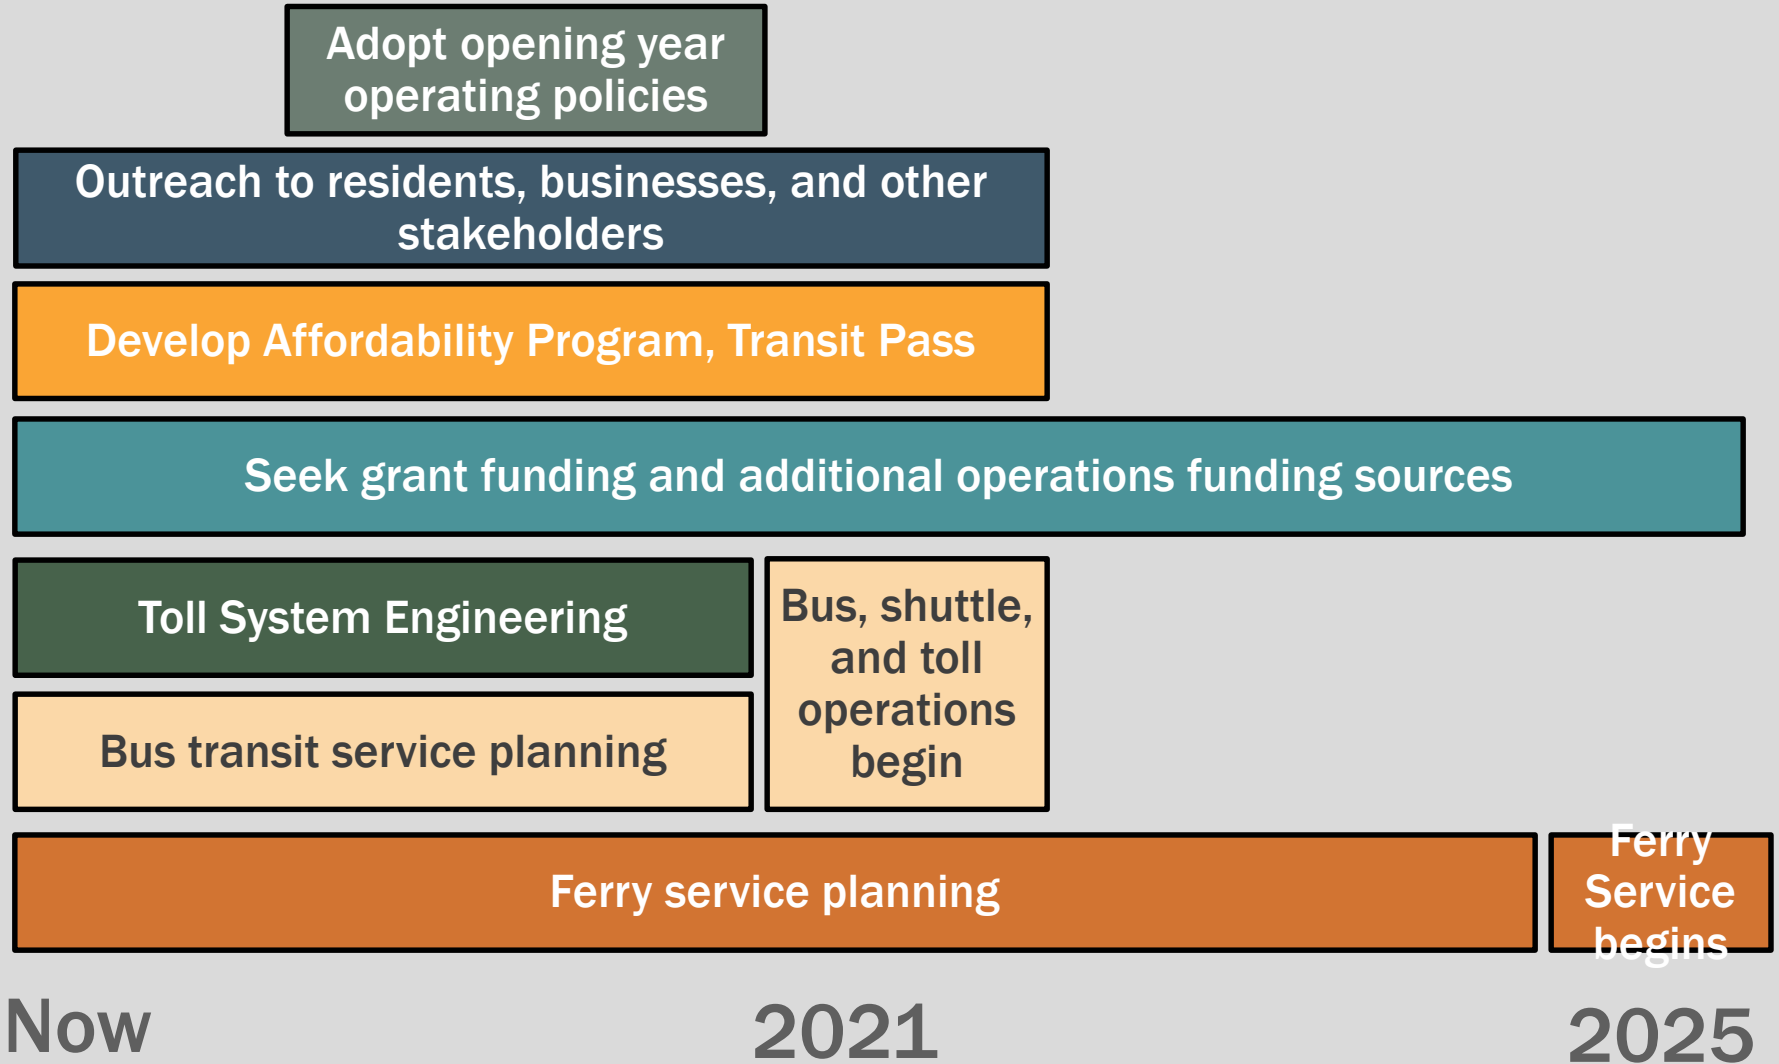 Adopt opening year
operating policies
Outreach to residents, businesses, and other
stakeholders
Develop Affordability Program, Transit Pass
Seek grant funding and additional operations funding sources
Toll System Engineering
Bus, shuttle,
and toll
operations
begin
Bus transit service planning
Ferry service planning
Ferry
Service
begins
Now
2021
2025